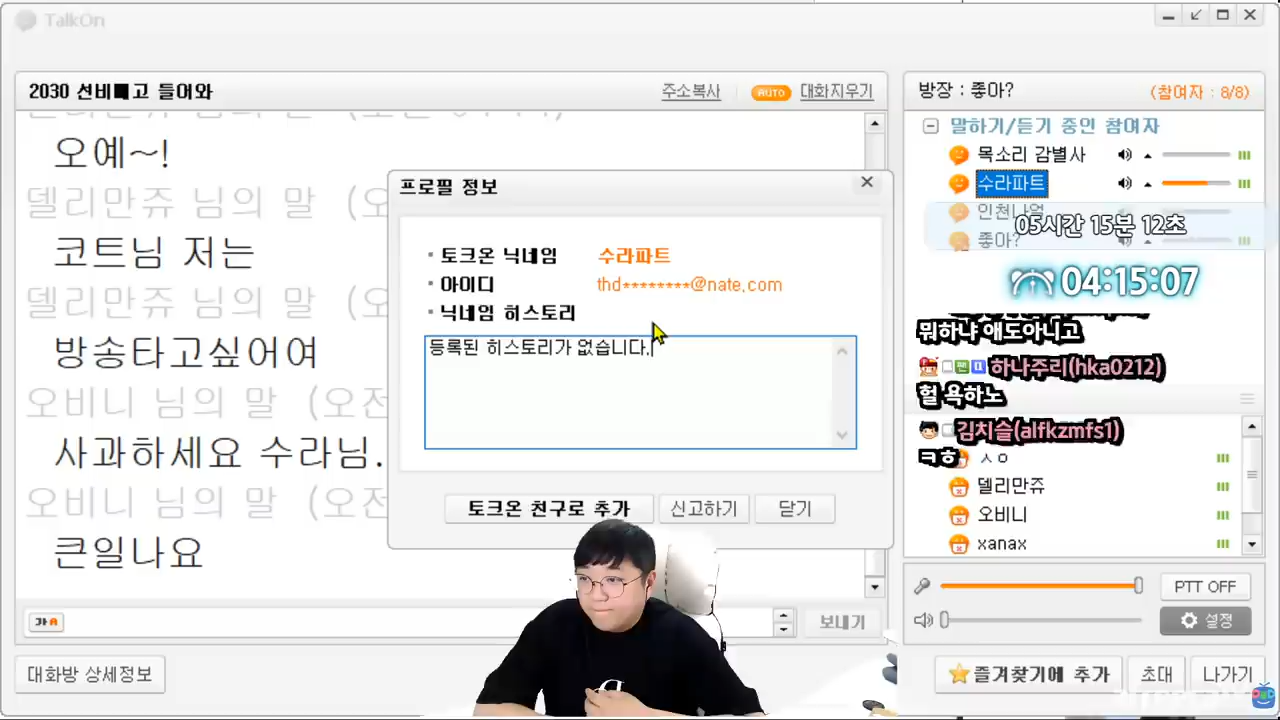 TalkOn
2030 선비■고 들어와
주소복사
AUTO
대화지우기
오예~!
델리만쥬 님의 말 (오
코트님 저는
델리만쥬 님의 말 (
방송타고싶어여
오비니 님의 말 (오전
사과하세요 수라님.
오비니 님의 말 (오전
큰일나요
가A
보내기
대화방 상세정보
프로필 정보
토크온 닉네임 수라파트
아이디 thd********@nate.com
닉네임 히스토리
등록된 히스토리가 없습니다.
토크온 친구로 추가
신고하기
닫기
방장 : 좋아?
(참여자 : 8/8)
말하기/듣기 중인 참여자
목소리 감별사
수라파트
05시간 15분 12초
좋아?
04:15:07
뭐하냐 애도아니고
하나주리(hka0212)
헐 욕하노
김치슬(alfkzmfs1)
ㅋㅎ
ㅅㅇ
델리만쥬
오비니
xanax
PTT OFF
설정
즐겨찾기에 추가
초대
나가기